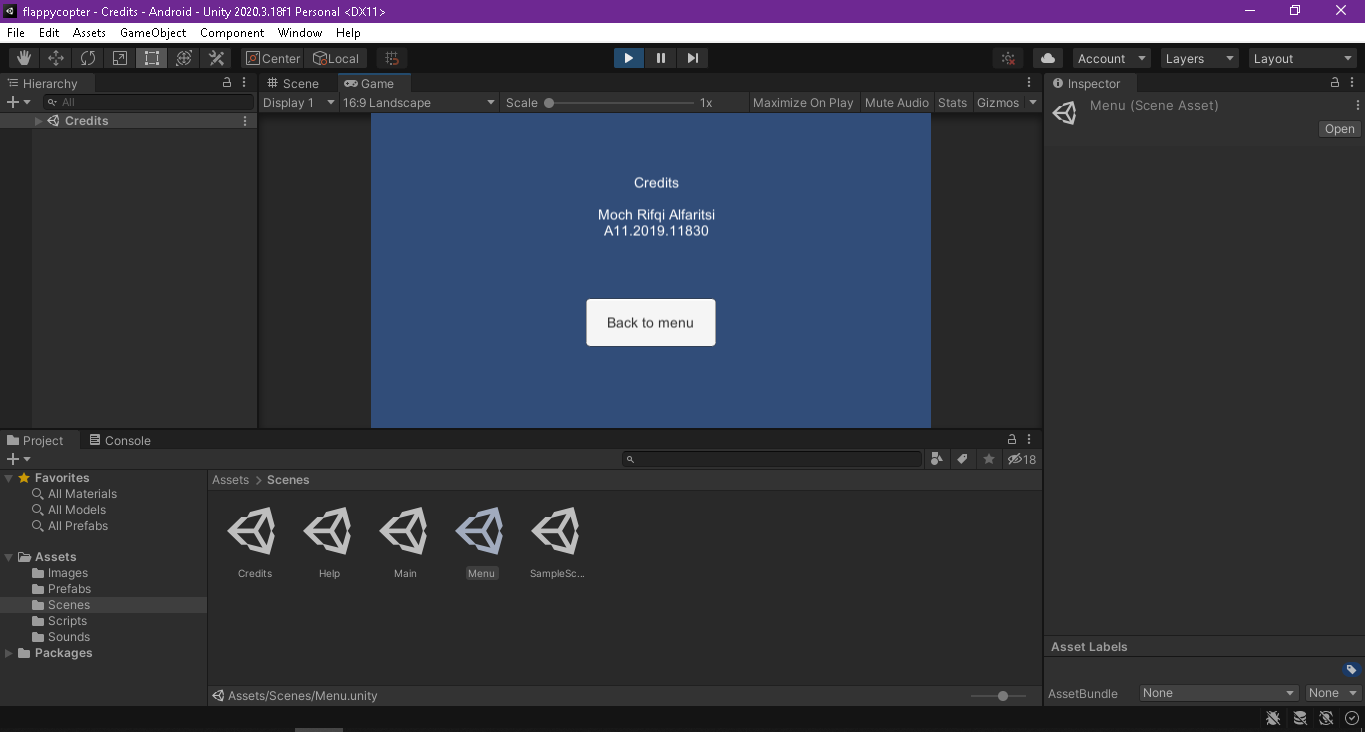 flappycopter - Credits - Android - Unity 2020.3.18f1 Personal <DX11>
File Edit Assets GameObject Component Window Help
Center Local Account Layers Layout
Hierarchy
All
Credits
Scene Game
Display 1 16:9 Landscape Scale 1x Maximize On Play Mute Audio Stats Gizmos
Credits
Moch Rifqi Alfaritsi
A11.2019.11830
Back to menu
Inspector
Menu (Scene Asset)
Open
Project Console
18
Favorites
All Materials
All Models
All Prefabs
Assets
Images
Prefabs
Scenes
Scripts
Sounds
Packages
Assets > Scenes
Credits Help Main Menu SampleSc...
Assets/Scenes/Menu.unity
Asset Labels
AssetBundle None None